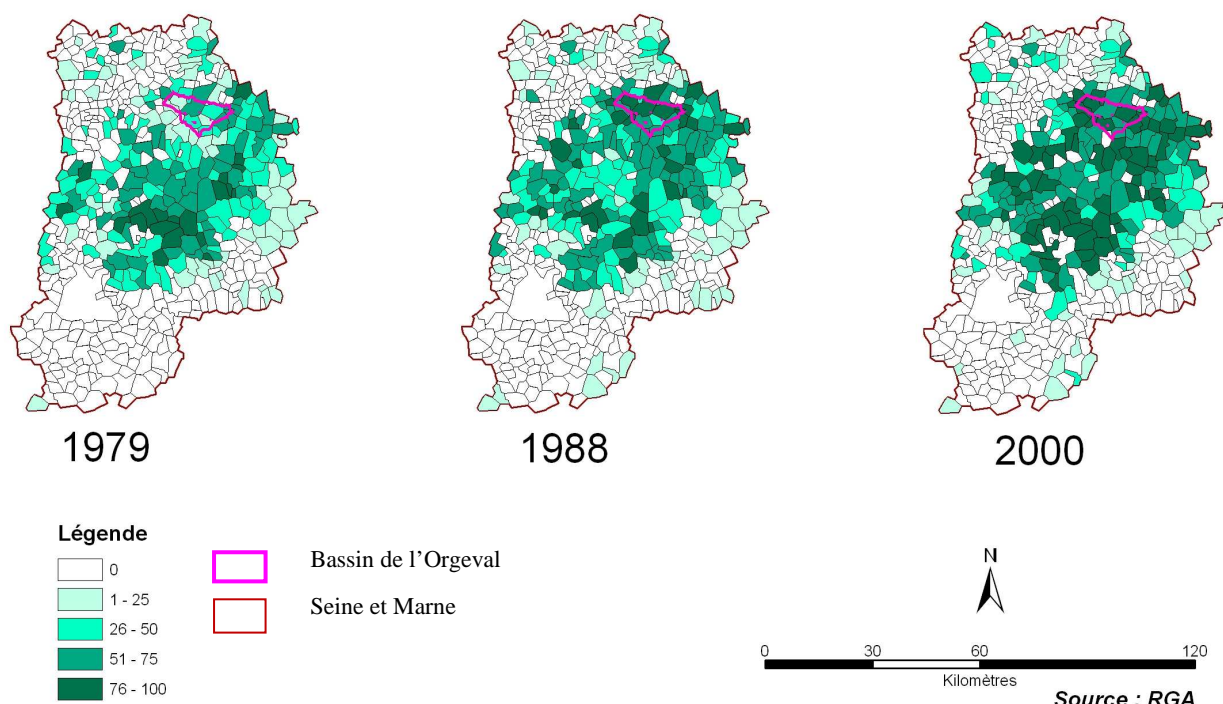 1979
1988
2000
Légende
0
1 - 25
26 - 50
51 - 75
76 - 100
Bassin de l'Orgeval
Seine et Marne
N
0 30 60 120
Kilomètres
Source : RGA